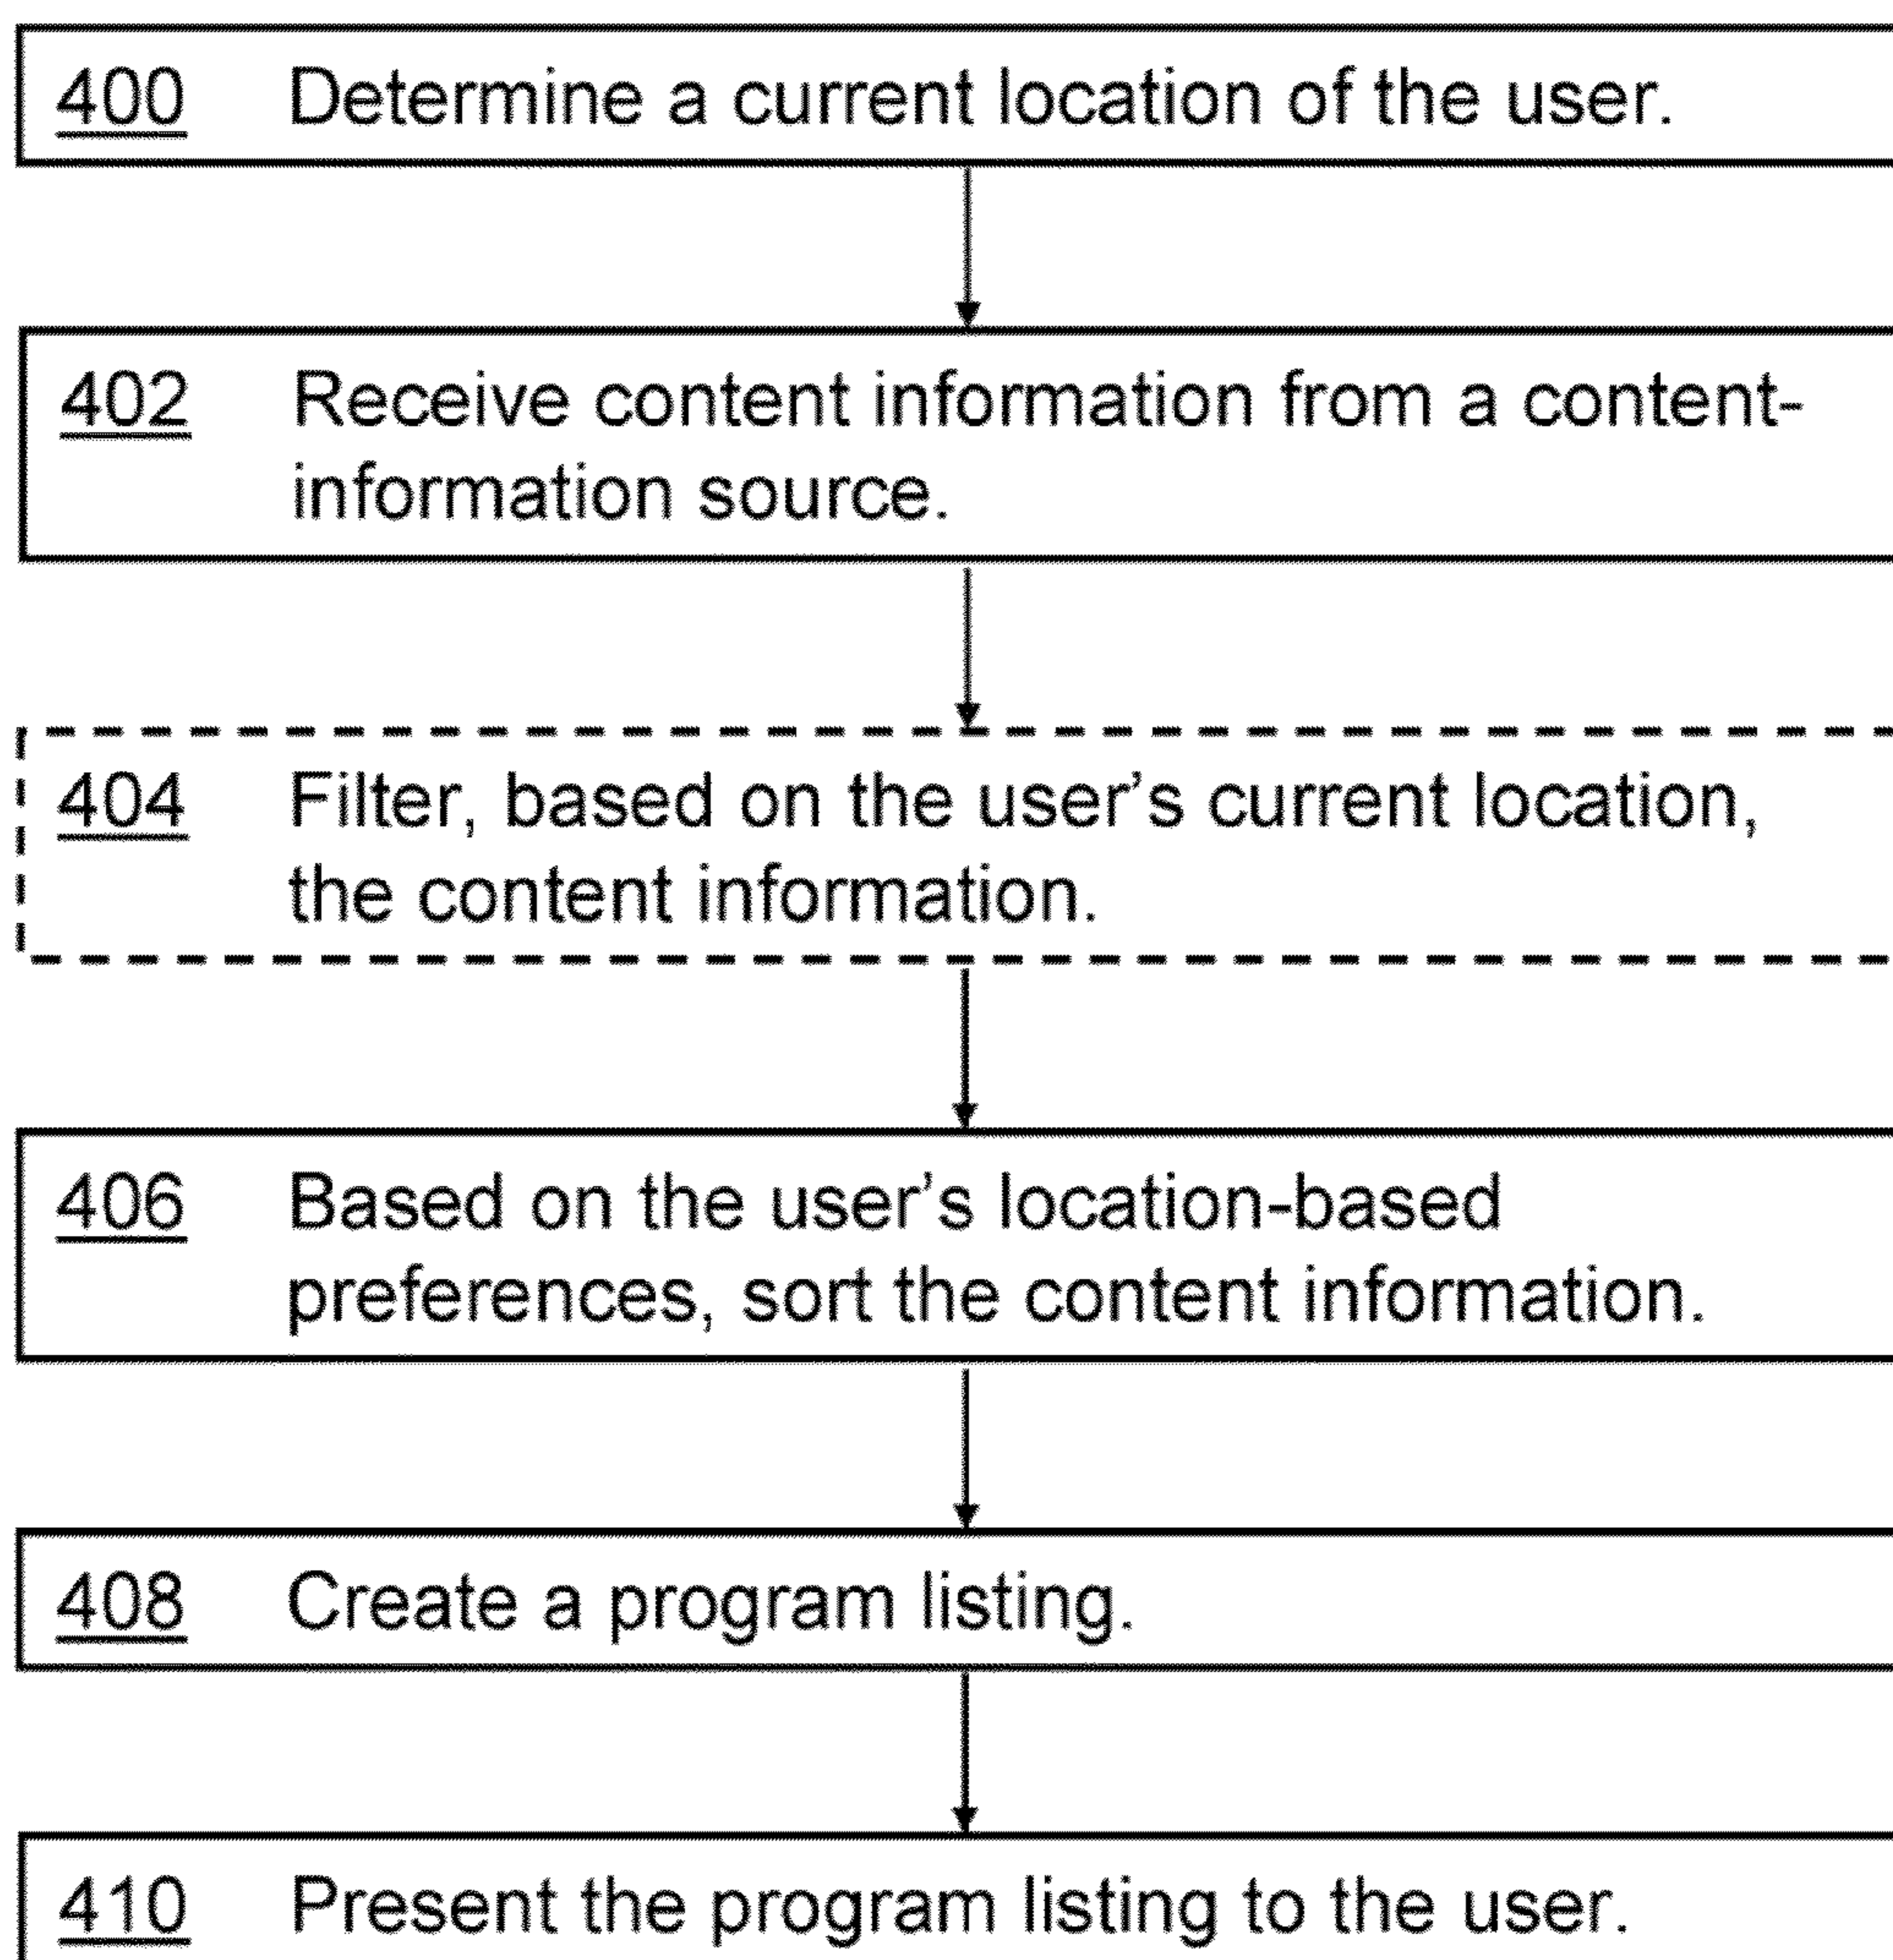 400 Determine a current location of the user.
402 Receive content information from a content-
information source.
404 Filter, based on the user's current location,
the content information.
406 Based on the user's location-based
preferences, sort the content information.
408 Create a program listing.
410 Present the program listing to the user.